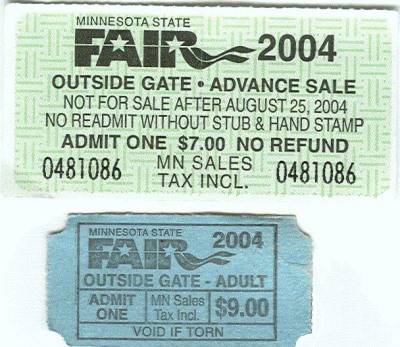 MINNESOTA STATE
FAIR 2004
OUTSIDE GATE • ADVANCE SALE
NOT FOR SALE AFTER AUGUST 25, 2004
NO READMIT WITHOUT STUB & HAND STAMP
ADMIT ONE $7.00 NO REFUND
0481086 MN SALES TAX INCL. 0481086
MINNESOTA STATE
FAIR 2004
OUTSIDE GATE - ADULT
ADMIT ONE MN Sales Tax Incl. $9.00
VOID IF TORN